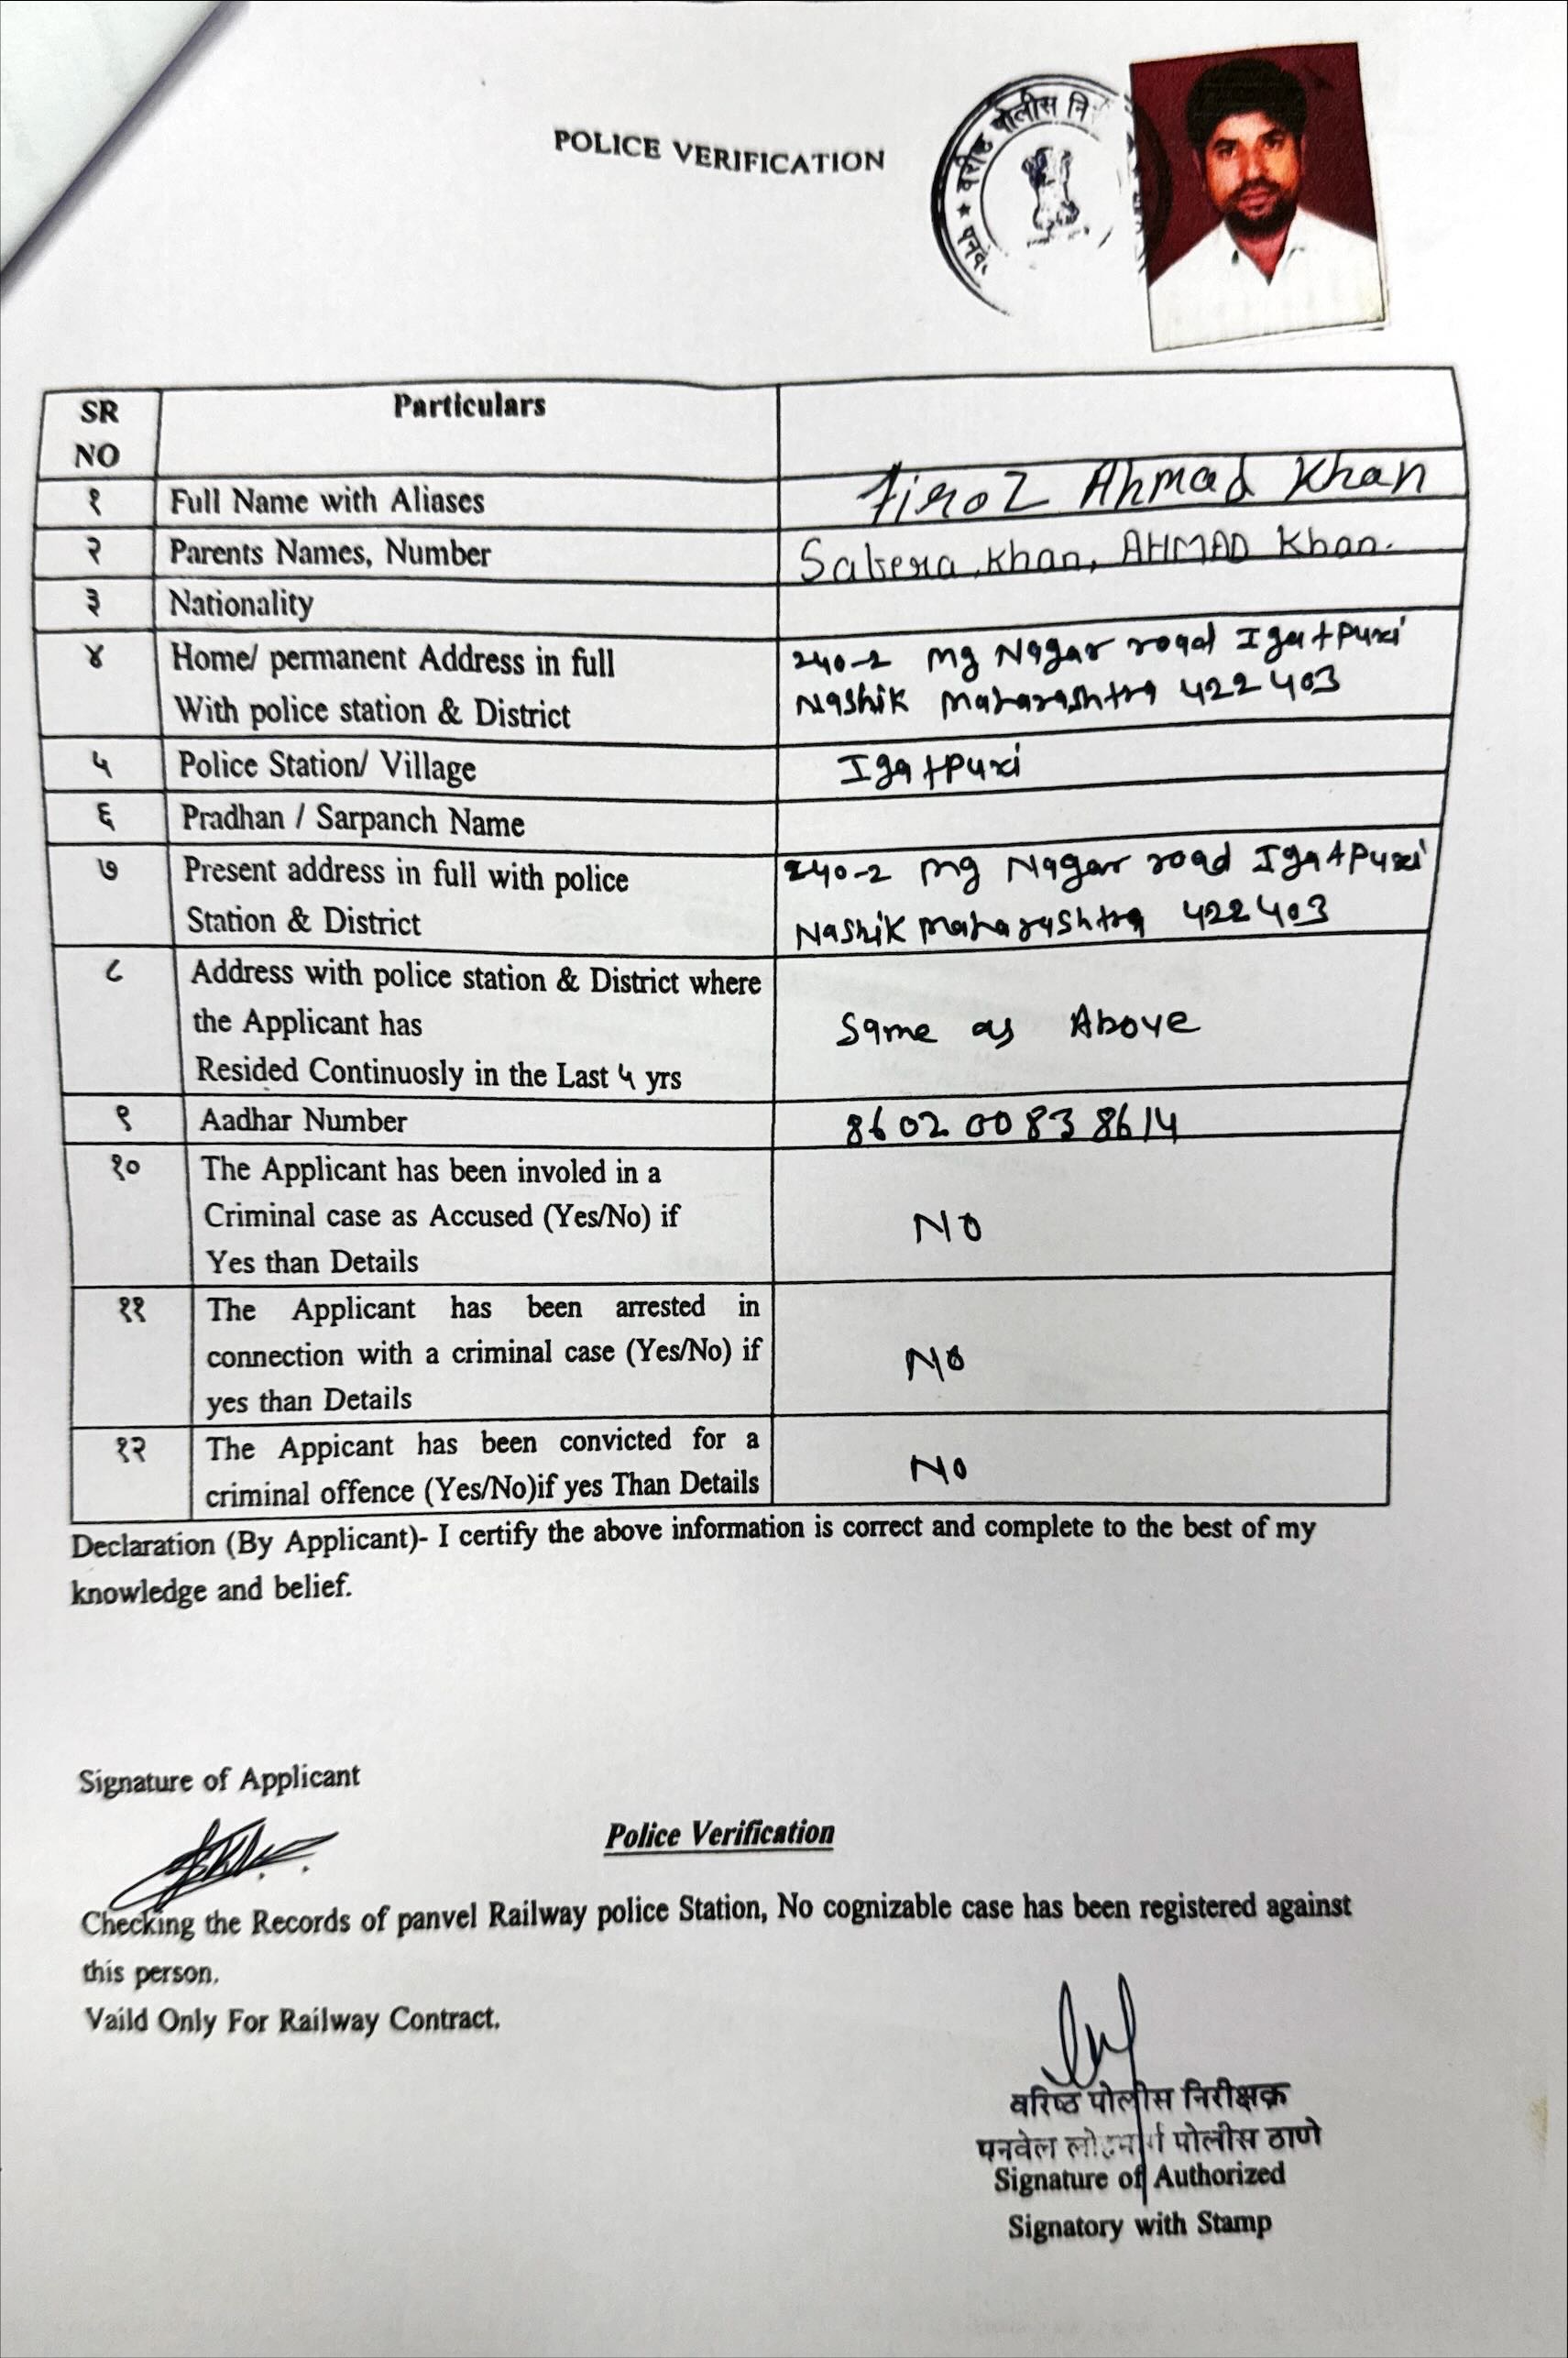 POLICE VERIFICATION
वरीष्ठ पोलीस
SR
NO
Particulars
१ Full Name with Aliases Firoz Ahmad Khan
२ Parents Names, Number Sabera Khan, AHMAD Khan.
३ Nationality
४ Home/ permanent Address in full 240-2 mg Nagar road Igatpuri
With police station & District Nashik maharashtra 422403
५ Police Station/ Village Igatpuri
६ Pradhan / Sarpanch Name
७ Present address in full with police 240-2 mg Nagar road Igatpuri
Station & District Nashik maharashtra 422403
८ Address with police station & District where
the Applicant has Same as Above
Resided Continuosly in the Last ५ yrs
९ Aadhar Number 8602 0083 8614
१० The Applicant has been involed in a
Criminal case as Accused (Yes/No) if NO
Yes than Details
११ The Applicant has been arrested in
connection with a criminal case (Yes/No) if NO
yes than Details
१२ The Appicant has been convicted for a
criminal offence (Yes/No)if yes Than Details NO
Declaration (By Applicant)- I certify the above information is correct and complete to the best of my
knowledge and belief.
Signature of Applicant
Police Verification
Checking the Records of panvel Railway police Station, No cognizable case has been registered against
this person.
Vaild Only For Railway Contract.
वरिष्ठ पोलीस निरीक्षक
पनवेल लोहमार्ग पोलीस ठाणे
Signature of Authorized
Signatory with Stamp